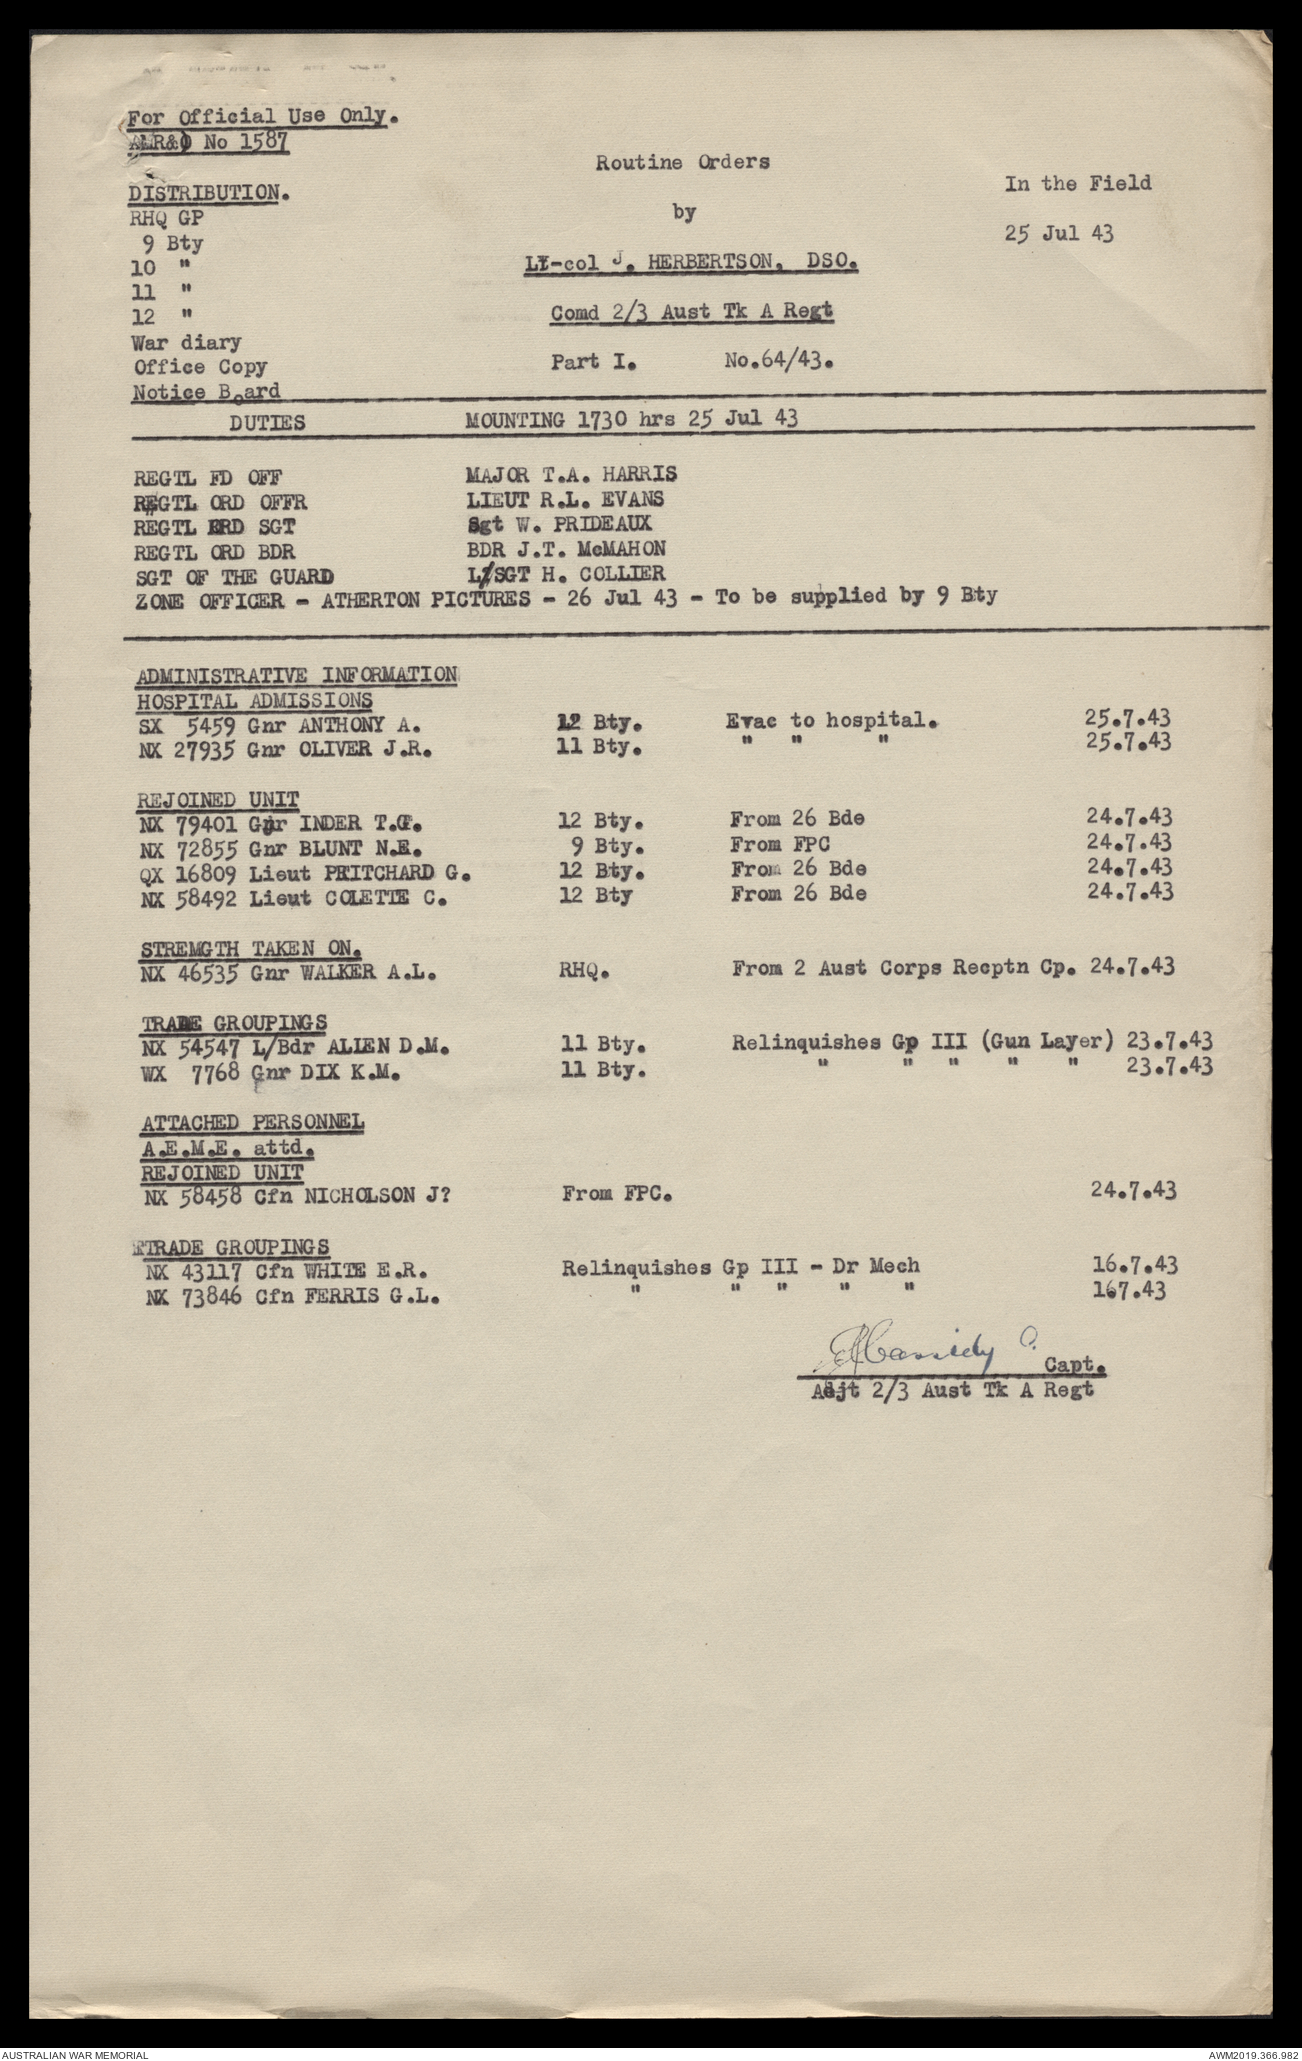 For Official Use Only.
AMR&O No 1587
Routine Orders
In the Field
DISTRIBUTION.
RHQ GP
by
25 Jul 43
9 Bty
10 "
Lt-col J. HERBERTSON. DSO.
11 "
12 "
Comd 2/3 Aust Tk A Regt
War diary
Office Copy
Part I. No.64/43.
Notice Board
DUTIES MOUNTING 1730 hrs 25 Jul 43
REGTL FD OFF MAJOR T.A. HARRIS
REGTL ORD OFFR LIEUT R.L. EVANS
REGTL ORD SGT Sgt W. PRIDEAUX
REGTL ORD BDR BDR J.T. McMAHON
SGT OF THE GUARD L/SGT H. COLLIER
ZONE OFFICER - ATHERTON PICTURES - 26 Jul 43 - To be supplied by 9 Bty
ADMINISTRATIVE INFORMATION
HOSPITAL ADMISSIONS
SX 5459 Gnr ANTHONY A. 12 Bty. Evac to hospital. 25.7.43
NX 27935 Gnr OLIVER J.R. 11 Bty. " " " 25.7.43
REJOINED UNIT
NX 79401 Gnr INDER T.G. 12 Bty. From 26 Bde 24.7.43
NX 72855 Gnr BLUNT N.E. 9 Bty. From FPC 24.7.43
QX 16809 Lieut PRITCHARD G. 12 Bty. From 26 Bde 24.7.43
NX 58492 Lieut COLETTE C. 12 Bty From 26 Bde 24.7.43
STREMGTH TAKEN ON.
NX 46535 Gnr WALKER A.L. RHQ. From 2 Aust Corps Recptn Cp. 24.7.43
TRADE GROUPINGS
NX 54547 L/Bdr ALLEN D.M. 11 Bty. Relinquishes Gp III (Gun Layer) 23.7.43
WX 7768 Gnr DIX K.M. 11 Bty. " " " " " 23.7.43
ATTACHED PERSONNEL
A.E.M.E. attd.
REJOINED UNIT
NX 58458 Cfn NICHOLSON J? From FPC. 24.7.43
TRADE GROUPINGS
NX 43117 Cfn WHITE E.R. Relinquishes Gp III - Dr Mech 16.7.43
NX 73846 Cfn FERRIS G.L. " " " " " 167.43
Cassidy C. Capt.
Adjt 2/3 Aust Tk A Regt
AUSTRALIAN WAR MEMORIAL AWM2019.366.982